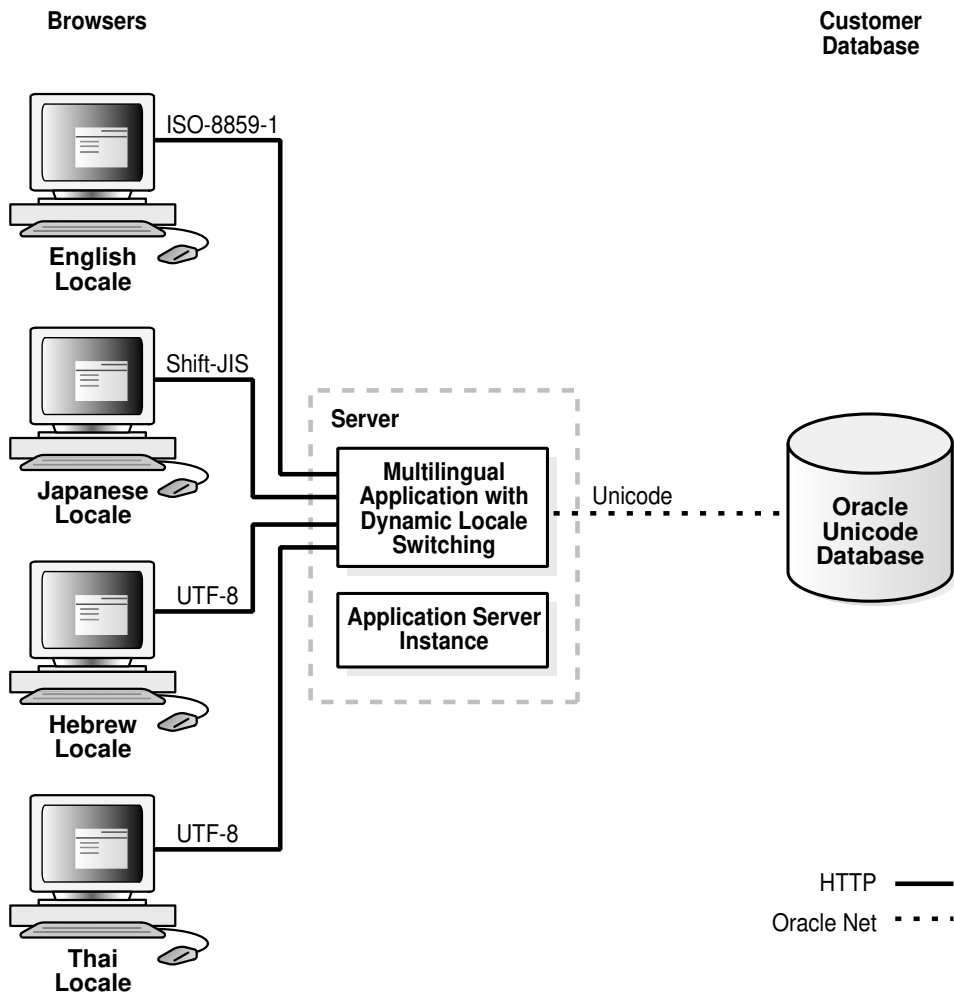 Browsers
Customer
Database
ISO-8859-1
English
Locale
Shift-JIS
Japanese
Locale
Server
Multilingual
Application with
Dynamic Locale
Switching
Unicode
Oracle
Unicode
Database
UTF-8
Application Server
Instance
Hebrew
Locale
UTF-8
Thai
Locale
HTTP
Oracle Net